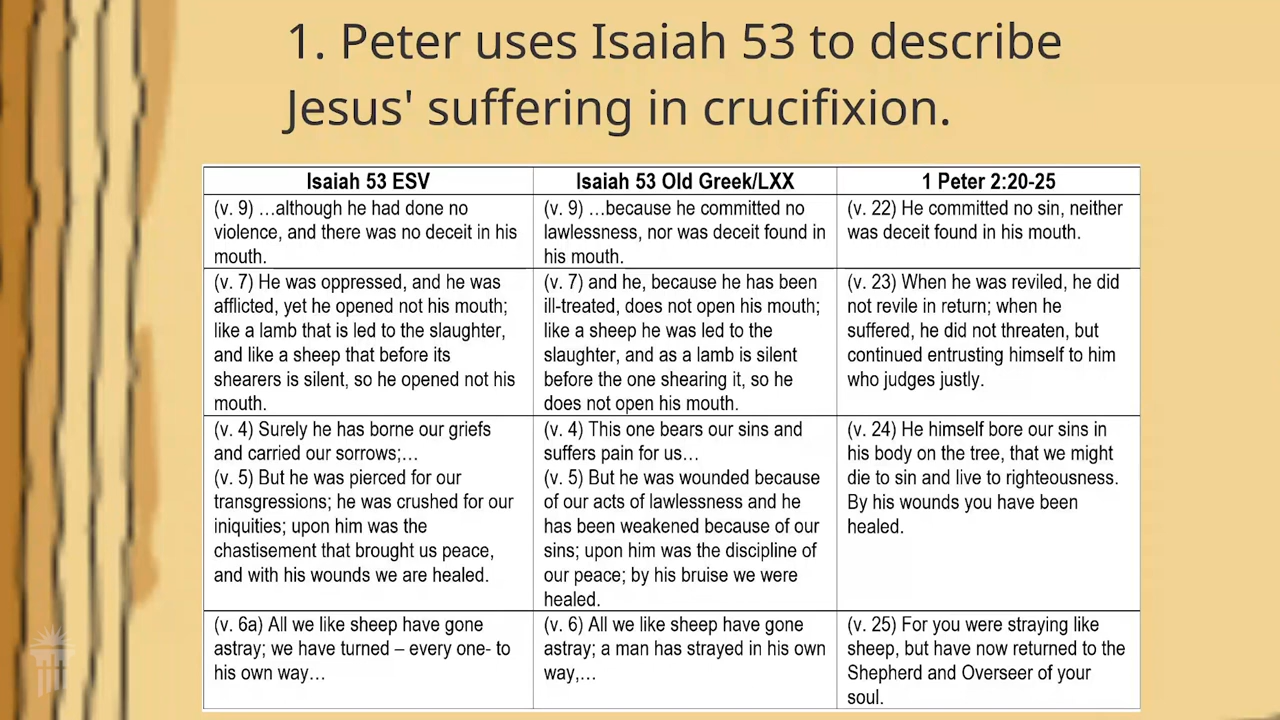 1. Peter uses Isaiah 53 to describe
Jesus' suffering in crucifixion.
Isaiah 53 ESV
Isaiah 53 Old Greek/LXX
1 Peter 2:20-25
(v. 9) …although he had done no
violence, and there was no deceit in his
mouth.
(v. 9) …because he committed no
lawlessness, nor was deceit found in
his mouth.
(v. 22) He committed no sin, neither
was deceit found in his mouth.
(v. 7) He was oppressed, and he was
afflicted, yet he opened not his mouth;
like a lamb that is led to the slaughter,
and like a sheep that before its
shearers is silent, so he opened not his
mouth.
(v. 7) and he, because he has been
ill-treated, does not open his mouth;
like a sheep he was led to the
slaughter, and as a lamb is silent
before the one shearing it, so he
does not open his mouth.
(v. 23) When he was reviled, he did
not revile in return; when he
suffered, he did not threaten, but
continued entrusting himself to him
who judges justly.
(v. 4) Surely he has borne our griefs
and carried our sorrows;…
(v. 5) But he was pierced for our
transgressions; he was crushed for our
iniquities; upon him was the
chastisement that brought us peace,
and with his wounds we are healed.
(v. 4) This one bears our sins and
suffers pain for us…
(v. 5) But he was wounded because
of our acts of lawlessness and he
has been weakened because of our
sins; upon him was the discipline of
our peace; by his bruise we were
healed.
(v. 24) He himself bore our sins in
his body on the tree, that we might
die to sin and live to righteousness.
By his wounds you have been
healed.
(v. 6a) All we like sheep have gone
astray; we have turned – every one- to
his own way…
(v. 6) All we like sheep have gone
astray; a man has strayed in his own
way,…
(v. 25) For you were straying like
sheep, but have now returned to the
Shepherd and Overseer of your
soul.